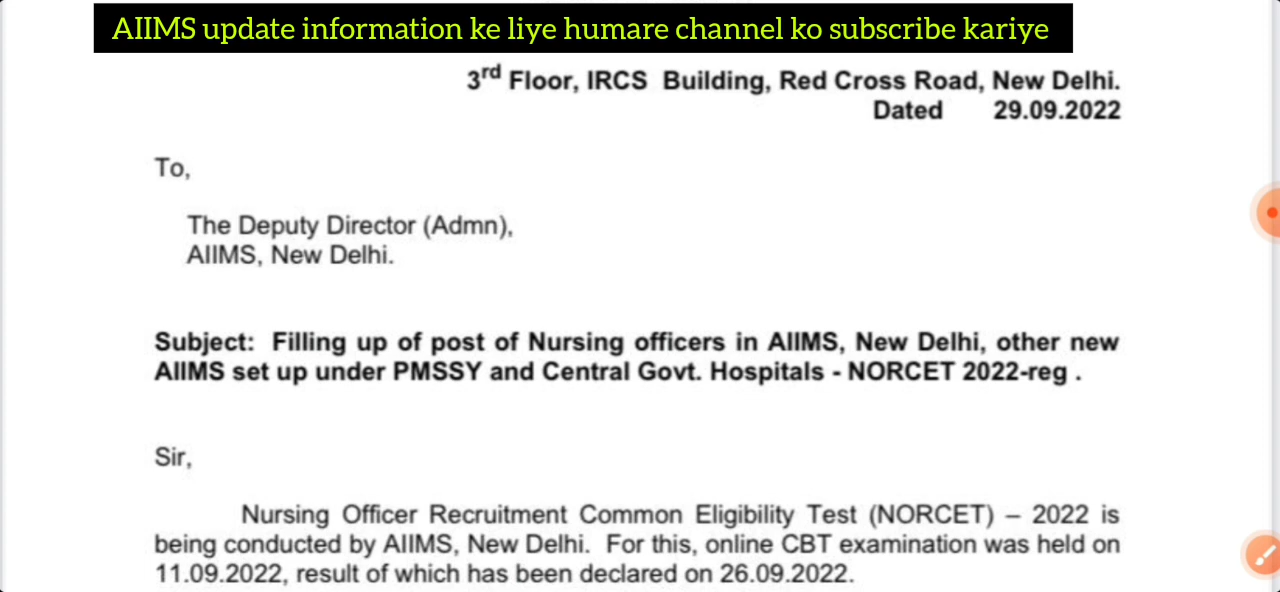 AIIMS update information ke liye humare channel ko subscribe kariye
3rd Floor, IRCS Building, Red Cross Road, New Delhi.
Dated 29.09.2022
To,
The Deputy Director (Admn),
AIIMS, New Delhi.
Subject: Filling up of post of Nursing officers in AIIMS, New Delhi, other new
AIIMS set up under PMSSY and Central Govt. Hospitals - NORCET 2022-reg .
Sir,
Nursing Officer Recruitment Common Eligibility Test (NORCET) – 2022 is
being conducted by AIIMS, New Delhi. For this, online CBT examination was held on
11.09.2022, result of which has been declared on 26.09.2022.